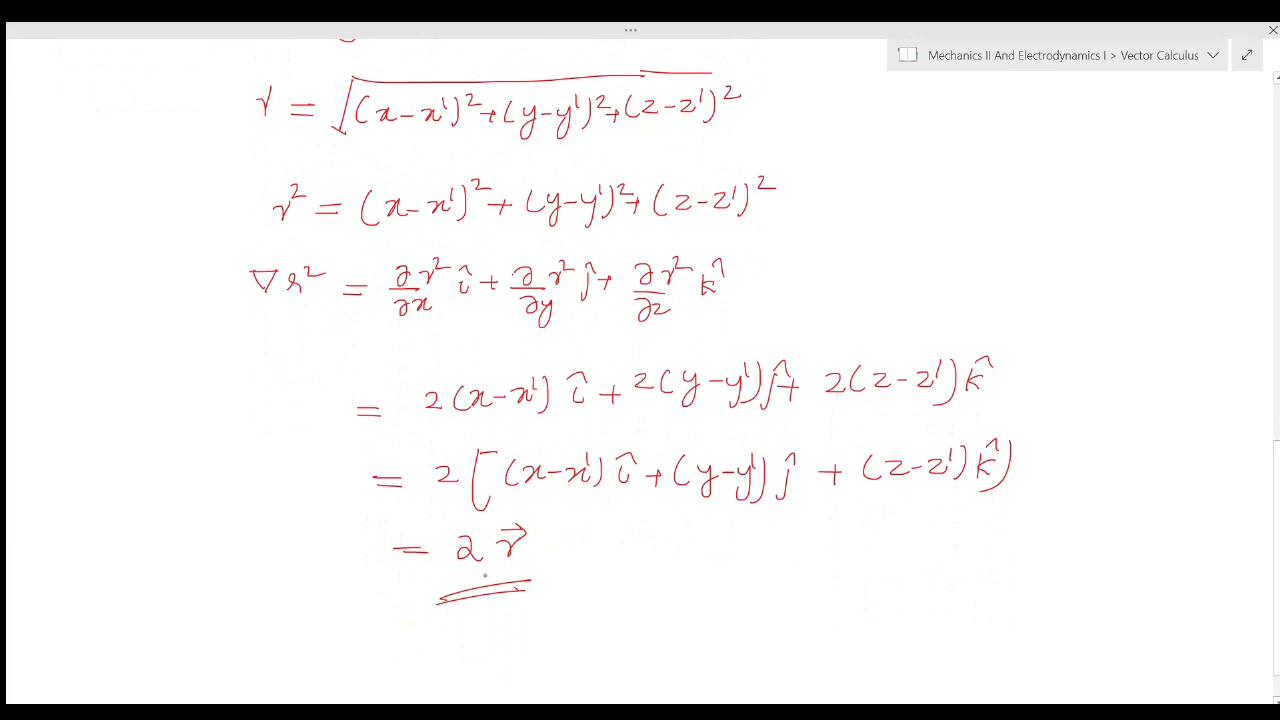 Mechanics II And Electrodynamics I > Vector Calculus
r = √(x-x')²+(y-y')²+(z-z')²
r² = (x-x')²+(y-y')²+(z-z')²
∇r² = ∂r²/∂x î + ∂/∂y r² ĵ + ∂r²/∂z k̂
= 2(x-x') î + 2(y-y')ĵ + 2(z-z')k̂
= 2[(x-x')î+(y-y')ĵ + (z-z')k̂)
= 2 r⃗